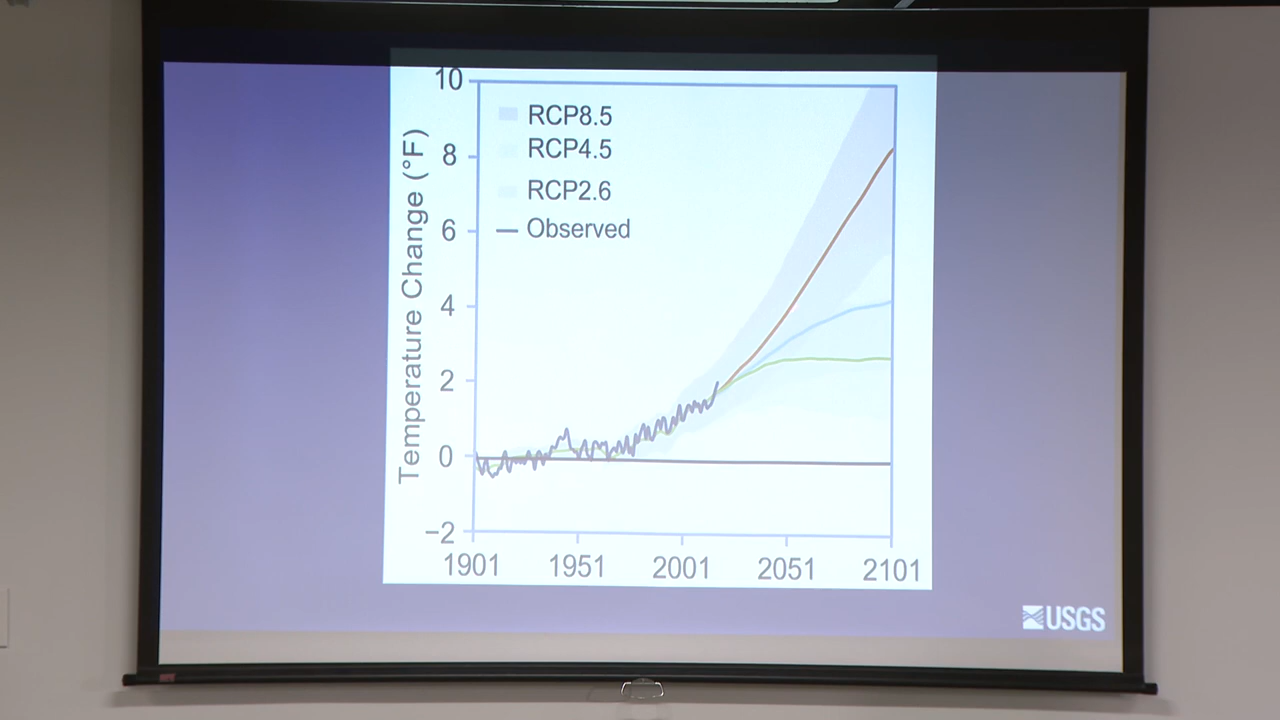 10
RCP8.5
RCP4.5
RCP2.6
Observed
Temperature Change (°F)
8
6
4
2
0
−2
1901 1951 2001 2051 2101
USGS